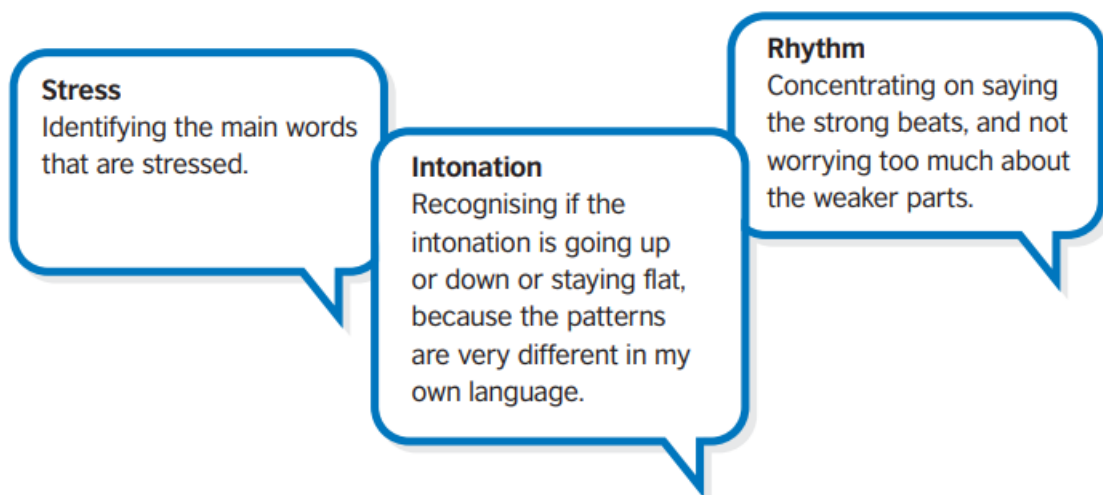 Stress
Identifying the main words
that are stressed.
Intonation
Recognising if the
intonation is going up
or down or staying flat,
because the patterns
are very different in my
own language.
Rhythm
Concentrating on saying
the strong beats, and not
worrying too much about
the weaker parts.